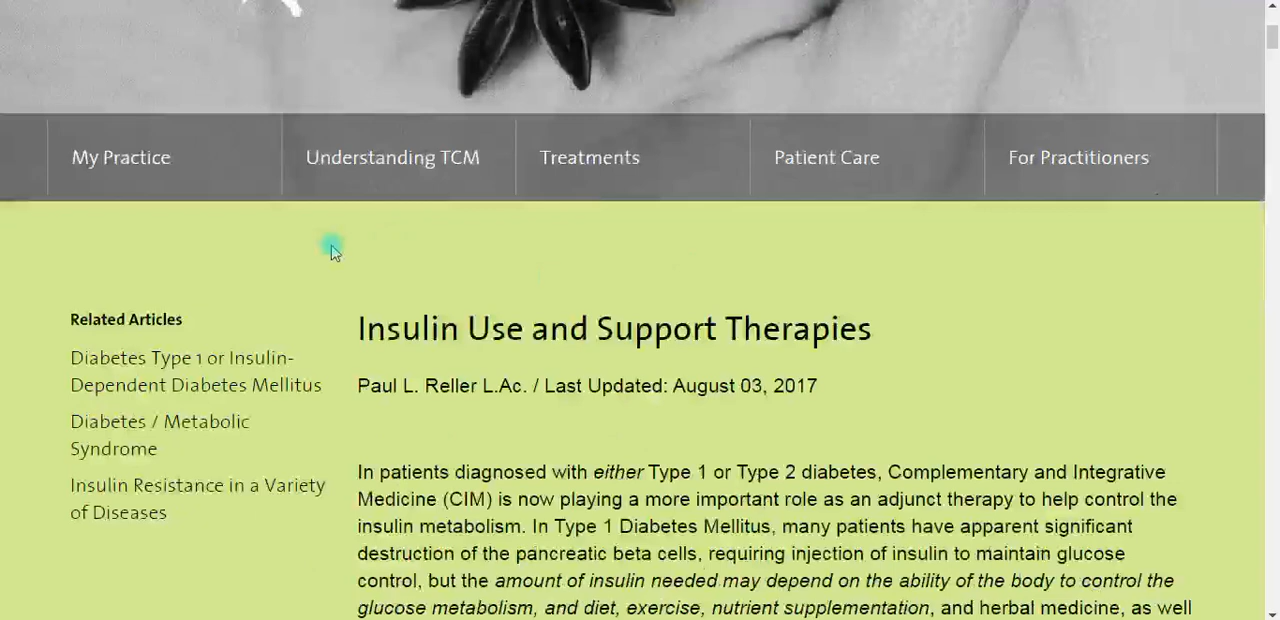 My Practice
Understanding TCM
Treatments
Patient Care
For Practitioners
Related Articles
Diabetes Type 1 or Insulin-
Dependent Diabetes Mellitus
Diabetes / Metabolic
Syndrome
Insulin Resistance in a Variety
of Diseases
Insulin Use and Support Therapies
Paul L. Reller L.Ac. / Last Updated: August 03, 2017
In patients diagnosed with either Type 1 or Type 2 diabetes, Complementary and Integrative
Medicine (CIM) is now playing a more important role as an adjunct therapy to help control the
insulin metabolism. In Type 1 Diabetes Mellitus, many patients have apparent significant
destruction of the pancreatic beta cells, requiring injection of insulin to maintain glucose
control, but the amount of insulin needed may depend on the ability of the body to control the
glucose metabolism, and diet, exercise, nutrient supplementation, and herbal medicine, as well